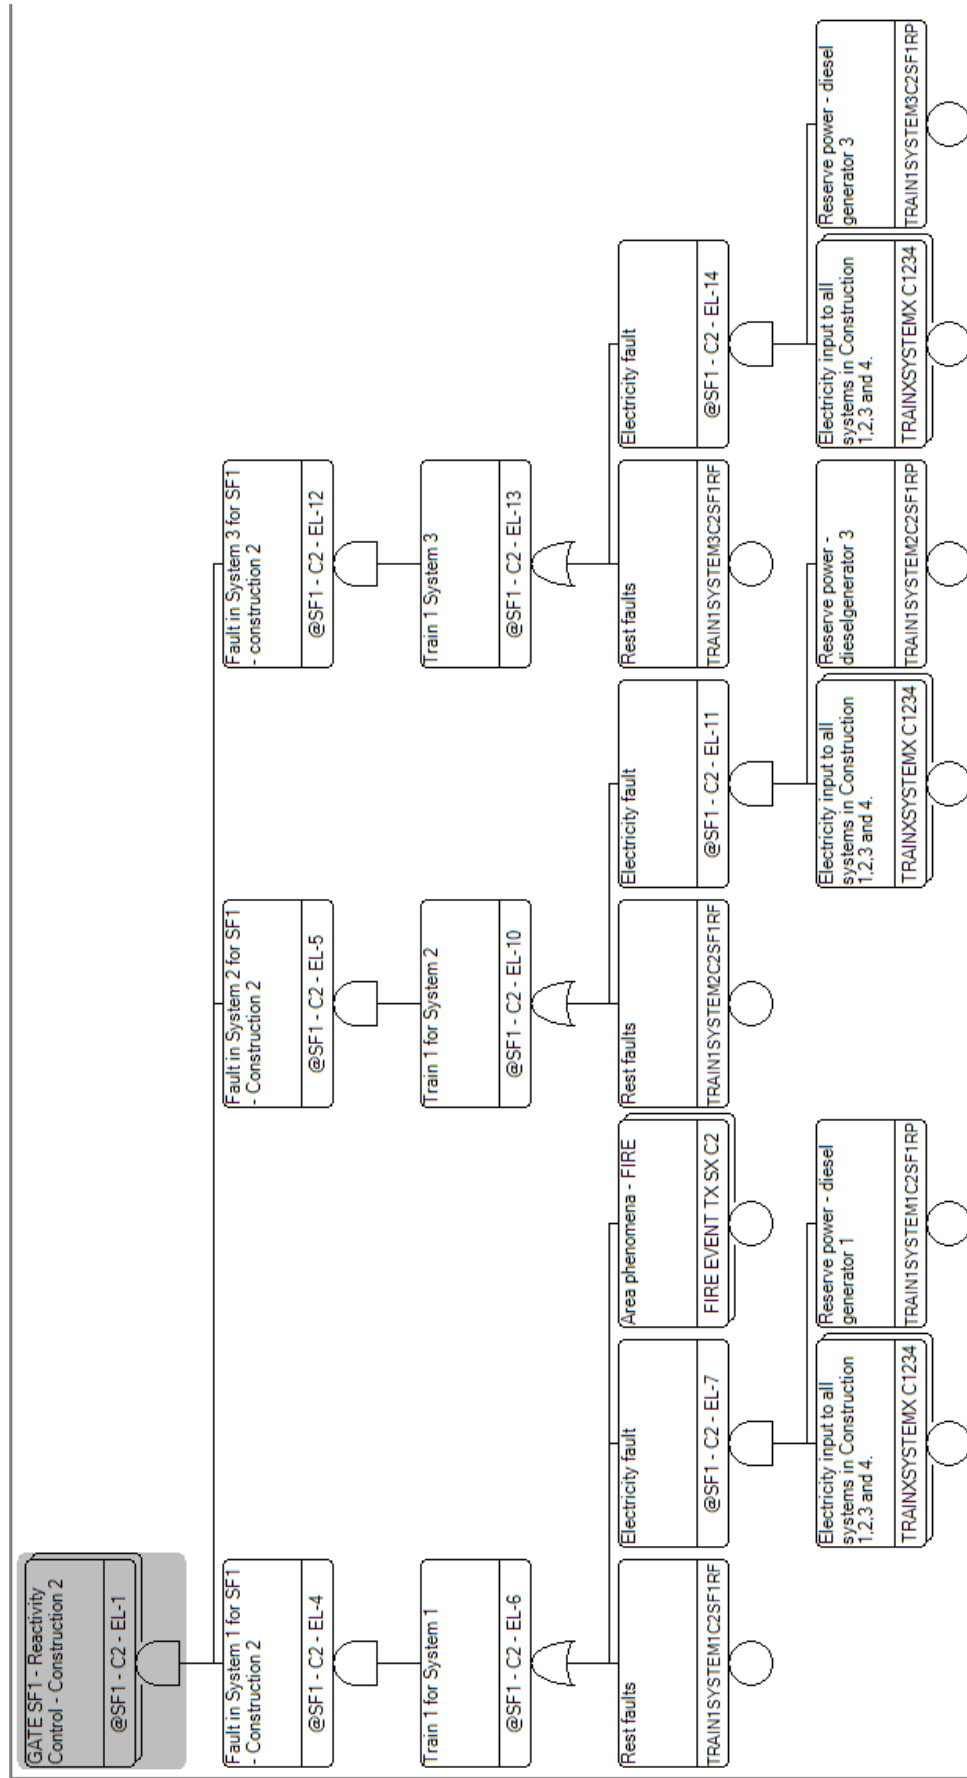 GATE SF1 - Reactivity
Control - Construction 2
@SF1 - C2 - EL-1
Fault in System 1 for SF1
- Construction 2
@SF1 - C2 - EL-4
Fault in System 2 for SF1
- Construction 2
@SF1 - C2 - EL-5
Fault in System 3 for SF1
- construction 2
@SF1 - C2 - EL-12
Train 1 for System 1
@SF1 - C2 - EL-6
Train 1 for System 2
@SF1 - C2 - EL-10
Train 1 System 3
@SF1 - C2 - EL-13
Rest faults
TRAIN1SYSTEM1C2SF1RF
Electricity fault
@SF1 - C2 - EL-7
Area phenomena - FIRE
FIRE EVENT TX SX C2
Rest faults
TRAIN1SYSTEM2C2SF1RF
Electricity fault
@SF1 - C2 - EL-11
Rest faults
TRAIN1SYSTEM3C2SF1RF
Electricity fault
@SF1 - C2 - EL-14
Electricity input to all
systems in Construction
1,2,3 and 4.
TRAINXSYSTEMX C1234
Reserve power - diesel
generator 1
TRAIN1SYSTEM1C2SF1RP
Electricity input to all
systems in Construction
1,2,3 and 4.
TRAINXSYSTEMX C1234
Reserve power -
dieselgenerator 3
TRAIN1SYSTEM2C2SF1RP
Electricity input to all
systems in Construction
1,2,3 and 4.
TRAINXSYSTEMX C1234
Reserve power - diesel
generator 3
TRAIN1SYSTEM3C2SF1RP